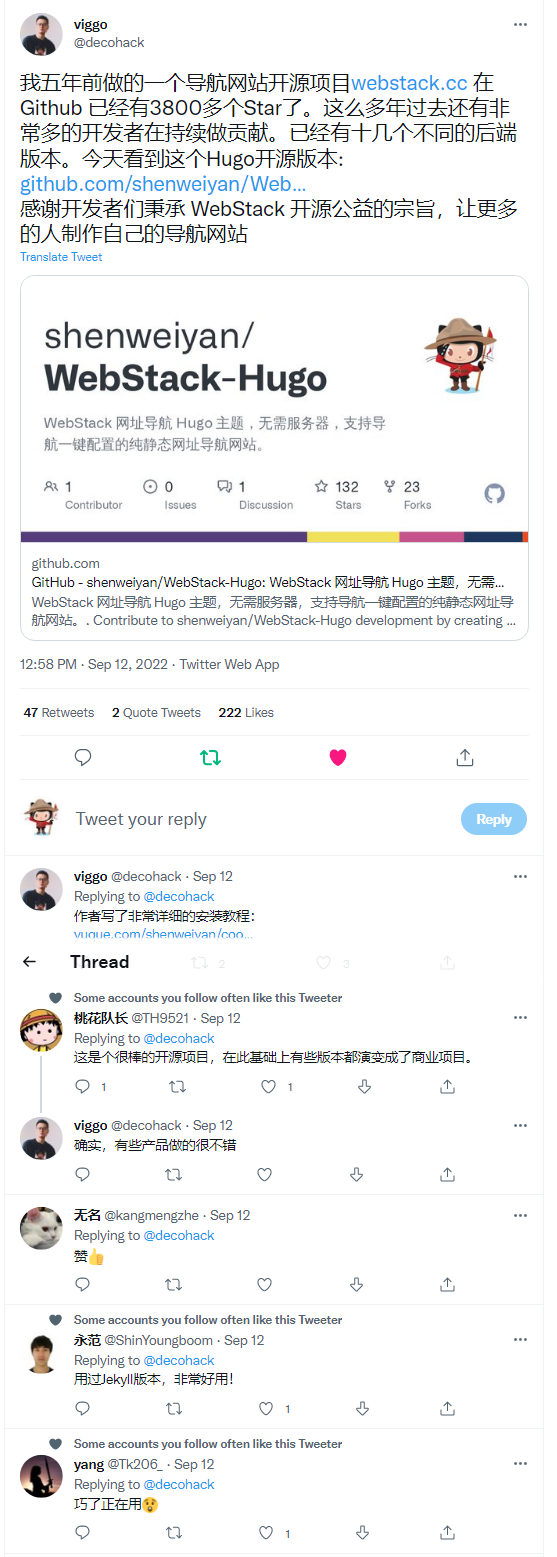 viggo
@decohack
我五年前做的一个导航网站开源项目webstack.cc 在
Github 已经有3800多个Star了。这么多年过去还有非
常多的开发者在持续做贡献。已经有十几个不同的后端
版本。今天看到这个Hugo开源版本:
github.com/shenweiyan/Web...
感谢开发者们秉承 WebStack 开源公益的宗旨，让更多
的人制作自己的导航网站
Translate Tweet
shenweiyan/
WebStack-Hugo
WebStack 网址导航 Hugo 主题，无需服务器，支持导
航一键配置的纯静态网址导航网站。
1 0 1 132 23
Contributor Issues Discussion Stars Forks
github.com
GitHub - shenweiyan/WebStack-Hugo: WebStack 网址导航 Hugo 主题，无需...
WebStack 网址导航 Hugo 主题，无需服务器，支持导航一键配置的纯静态网址导
航网站。. Contribute to shenweiyan/WebStack-Hugo development by creating ...
12:58 PM · Sep 12, 2022 · Twitter Web App
47 Retweets 2 Quote Tweets 222 Likes
Tweet your reply Reply
viggo @decohack · Sep 12
Replying to @decohack
作者写了非常详细的安装教程：
yuque.com/shenweiyan/coo...
Thread 2 3
Some accounts you follow often like this Tweeter
桃花队长 @TH9521 · Sep 12
Replying to @decohack
这是个很棒的开源项目，在此基础上有些版本都演变成了商业项目。
1 1
viggo @decohack · Sep 12
确实，有些产品做的很不错
无名 @kangmengzhe · Sep 12
Replying to @decohack
赞👍
Some accounts you follow often like this Tweeter
永范 @ShinYoungboom · Sep 12
Replying to @decohack
用过Jekyll版本，非常好用！
1
Some accounts you follow often like this Tweeter
yang @Tk206_ · Sep 12
Replying to @decohack
巧了正在用😲
1